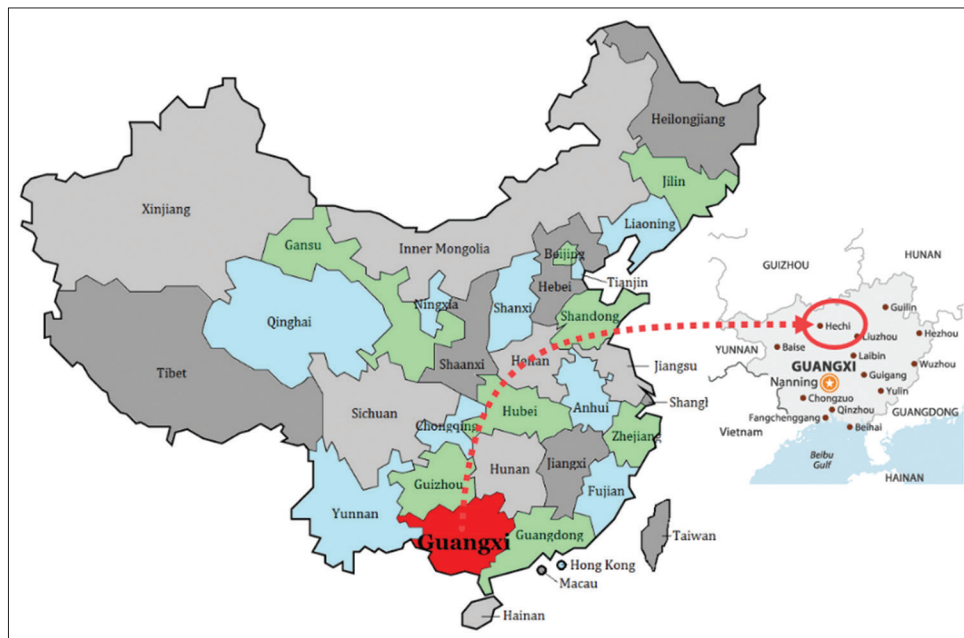 Heilongjiang
Jilin
Xinjiang
Liaoning
Gansu
Inner Mongolia
Beijing
Tianjin
Hebei
Ningxia
Shanxi
Qinghai
Shandong
Shaanxi
Henan
Tibet
Jiangsu
Sichuan
Shangl
Anhui
Hubei
Chongqing
Zhejiang
Hunan
Jiangxi
Guizhou
Fujian
Yunnan
Guangxi
Guangdong
Taiwan
Hong Kong
Macau
Hainan
HUNAN
GUIZHOU
Guilin
Hechi
Liuzhou
Hezhou
YUNNAN
Baise
Laibin
GUANGXI
Wuzhou
Guigang
Nanning
Yulin
Chongzuo
Qinzhou
GUANGDONG
Fangchenggang
Beihai
Vietnam
Beibu
Gulf
HAINAN